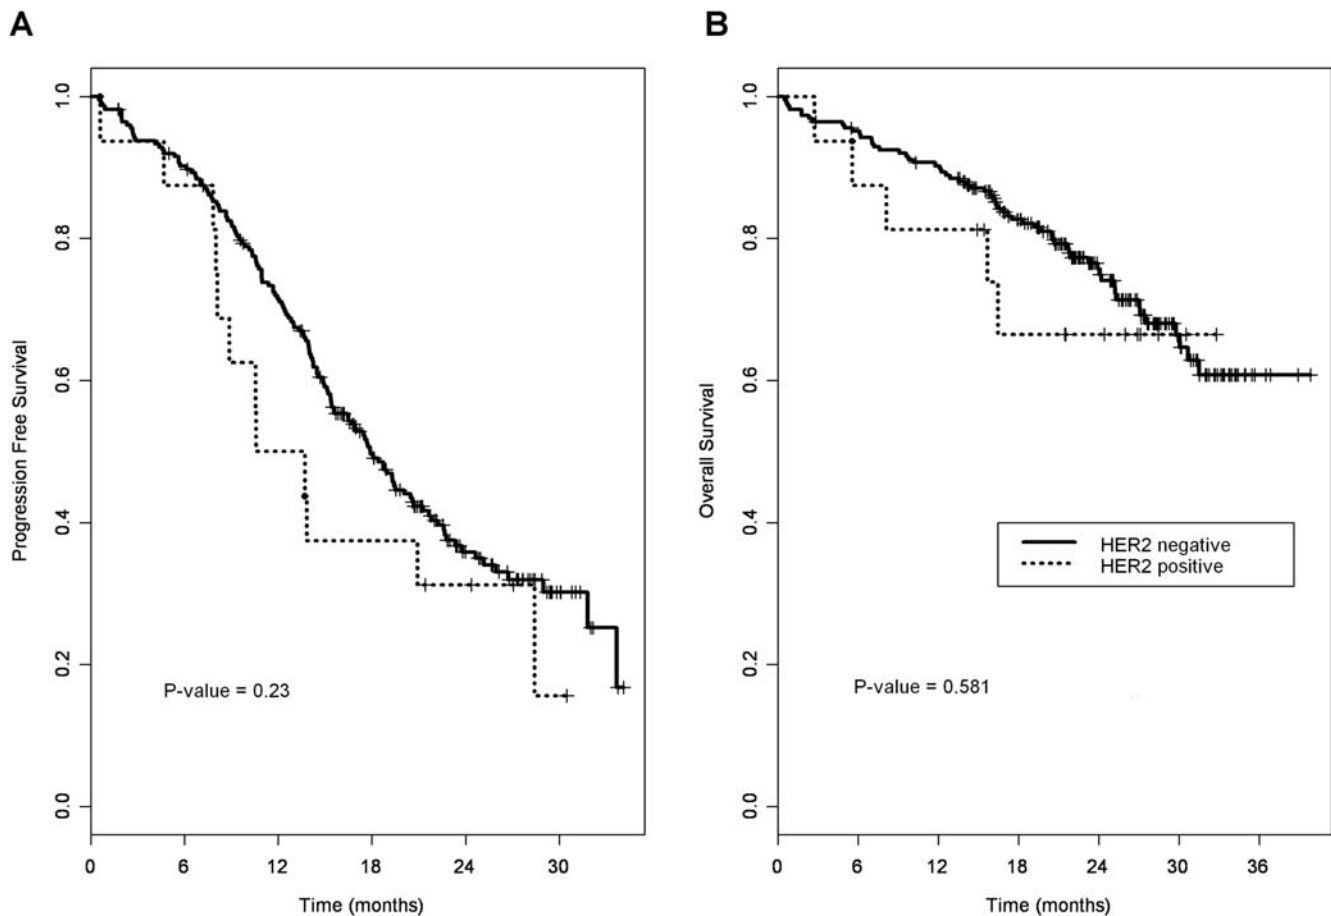 A
B
Progression Free Survival
1.0
0.8
0.6
0.4
0.2
0.0
P-value = 0.23
0 6 12 18 24 30
Time (months)
Overall Survival
1.0
0.8
0.6
0.4
0.2
0.0
HER2 negative
HER2 positive
P-value = 0.581
0 6 12 18 24 30 36
Time (months)